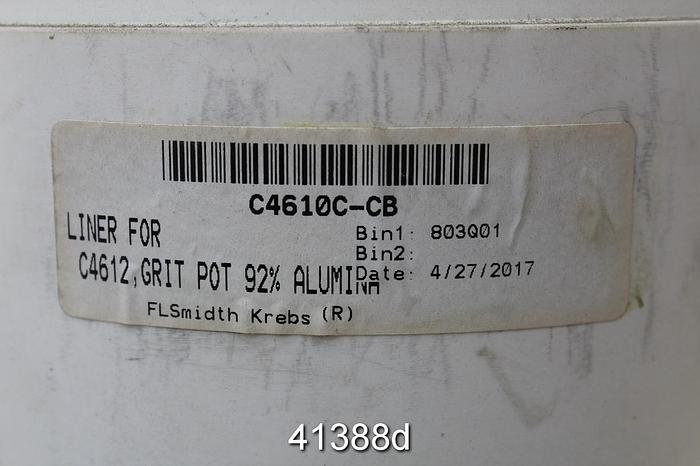 C4610C-CB
LINER FOR
Bin1: 803Q01
Bin2:
C4612,GRIT POT 92% ALUMINA
Date: 4/27/2017
FLSmidth Krebs (R)
41388d